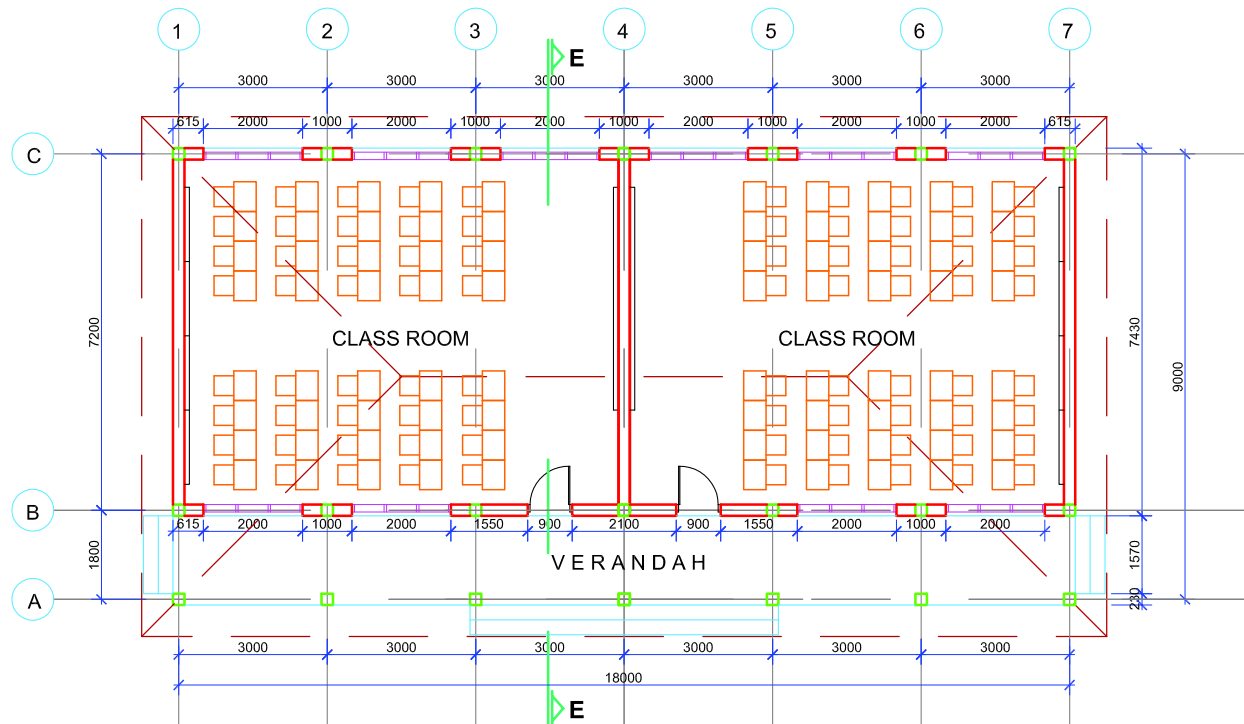 1 2 3 4 5 6 7
E
3000 3000 3000 3000 3000 3000
615 2000 1000 2000 1000 2000 1000 2000 1000 2000 1000 2000 615
C
7200
7430
9000
CLASS ROOM CLASS ROOM
B
615 2000 1000 2000 1550 900 2100 900 1550 2000 1000 2000
1800
VERANDAH
1570
A
230
3000 3000 3000 3000 3000 3000
18000
E